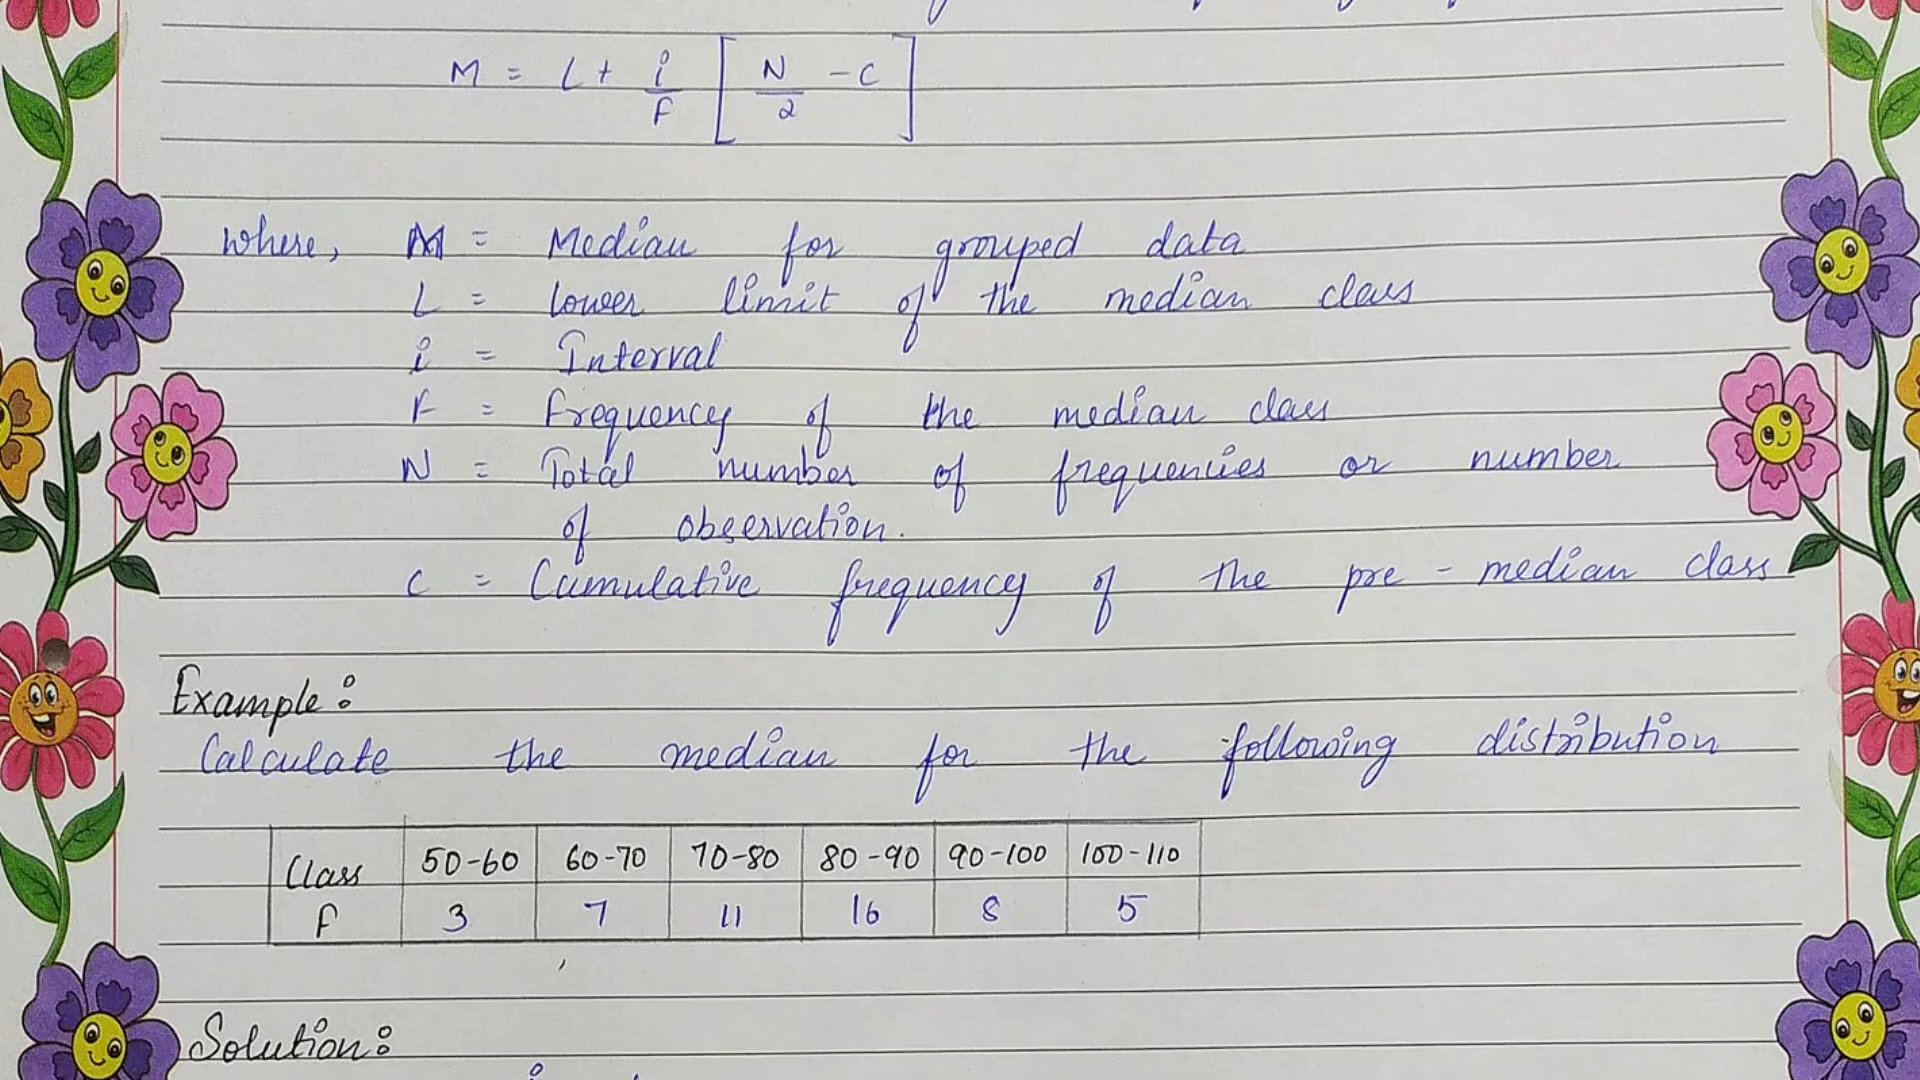 M = L + i/F [ N/2 - C ]
where, M = Median for grouped data
L = lower limit of the median class
i = Interval
F = frequency of the median class
N = Total number of frequencies or number
of observation.
C = Cumulative frequency of the pre - median class
Example:
Calculate the median for the following distribution
Class 50-60 60-70 70-80 80-90 90-100 100-110
F 3 7 11 16 8 5
Solution: